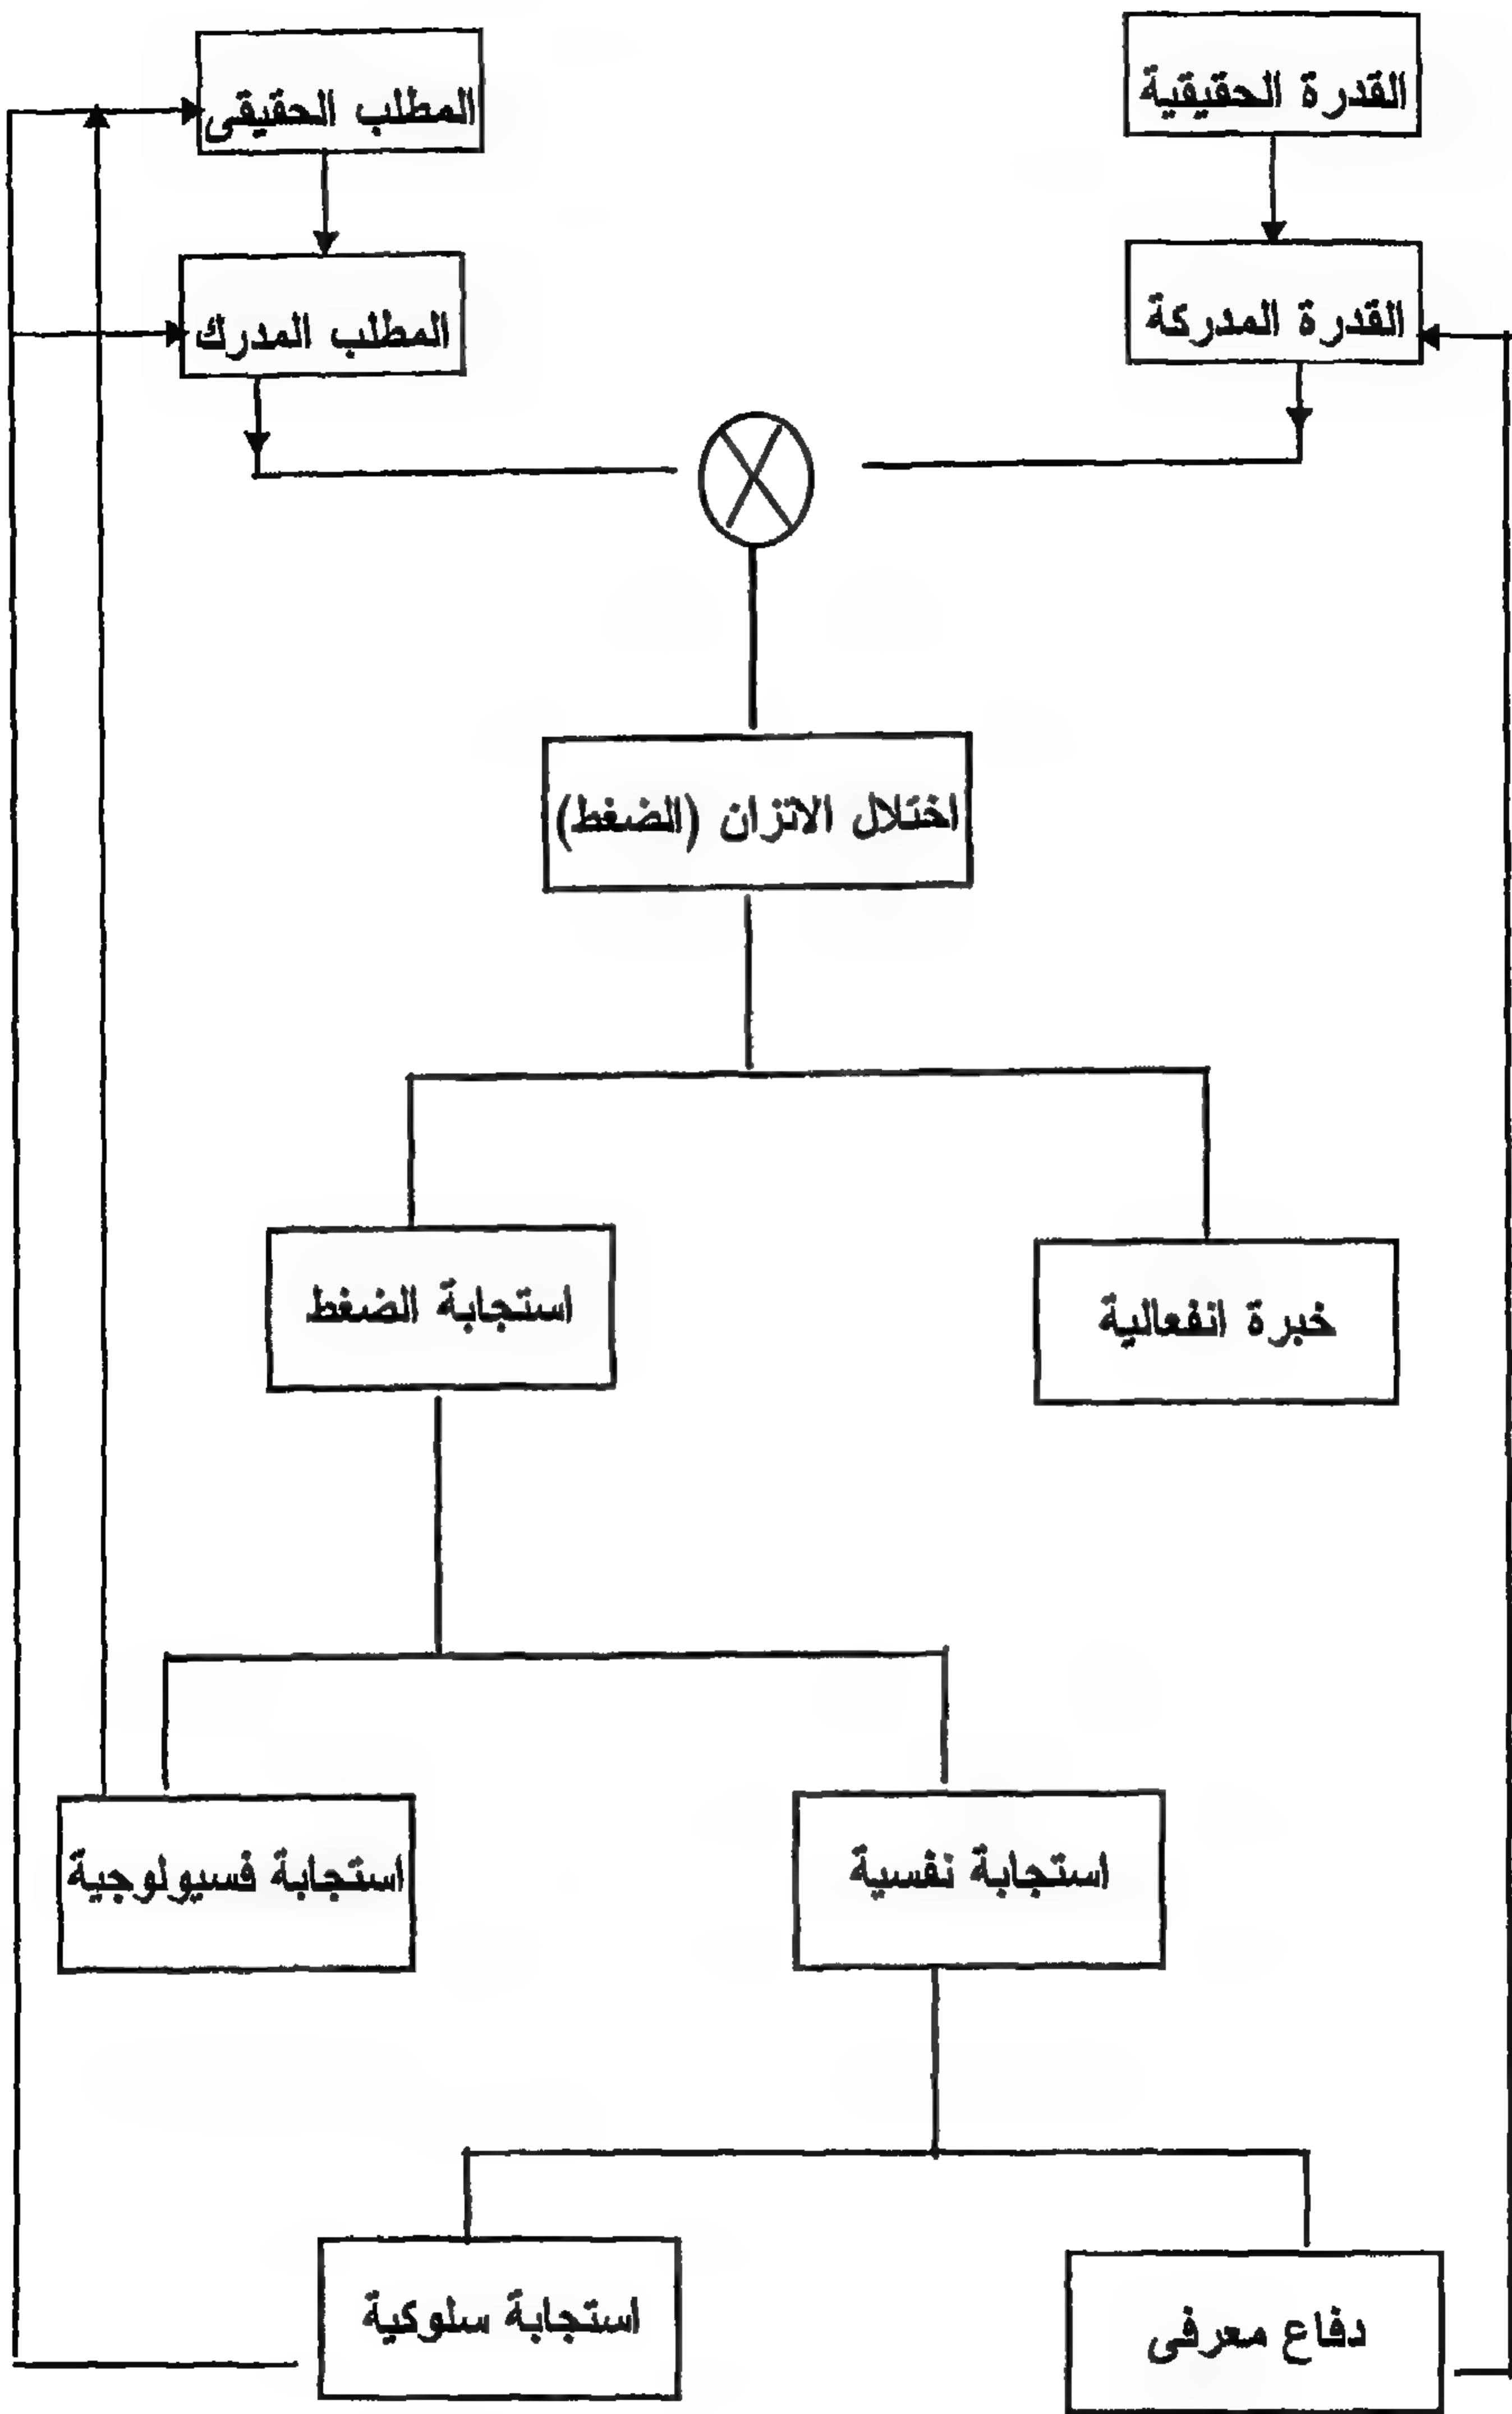 القدرة الحقيقية
المطلب الحقيقى
القدرة المدركة
المطلب المدرك
اختلال الاتزان (الضغط)
خبرة انفعالية
استجابة الضغط
استجابة نفسية
استجابة فسيولوجية
دفاع معرفى
استجابة سلوكية